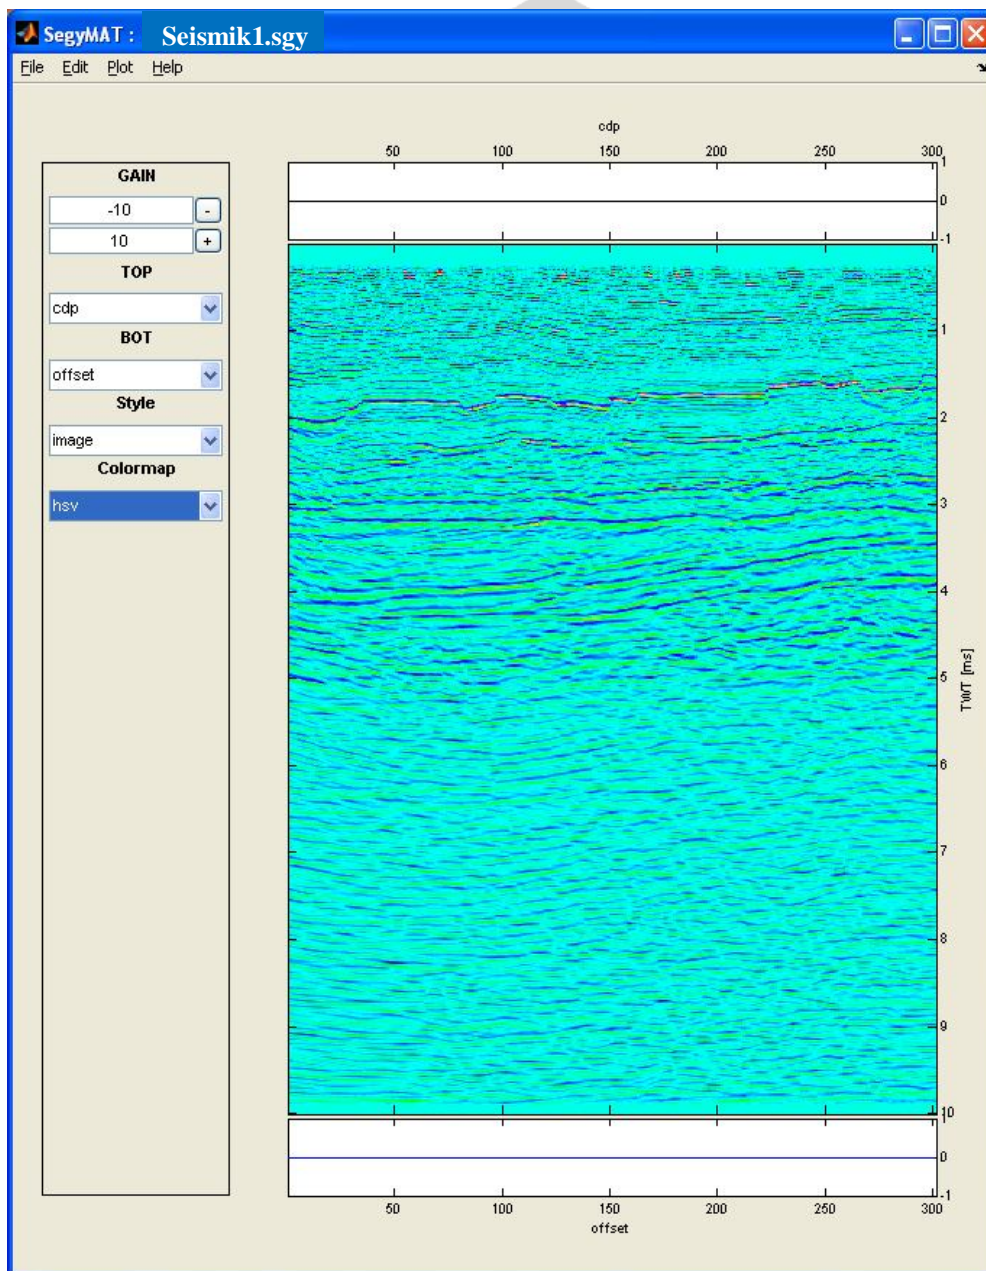 SegyMAT : Seismik1.sgy
File Edit Plot Help
cdp
50 100 150 200 250 300
1
0
-1
GAIN
-10 -
10 +
TOP
cdp
BOT
offset
Style
image
Colormap
hsv
1
2
3
4
5
6
7
8
9
10
TWT [ms]
1
0
-1
50 100 150 200 250 300
offset